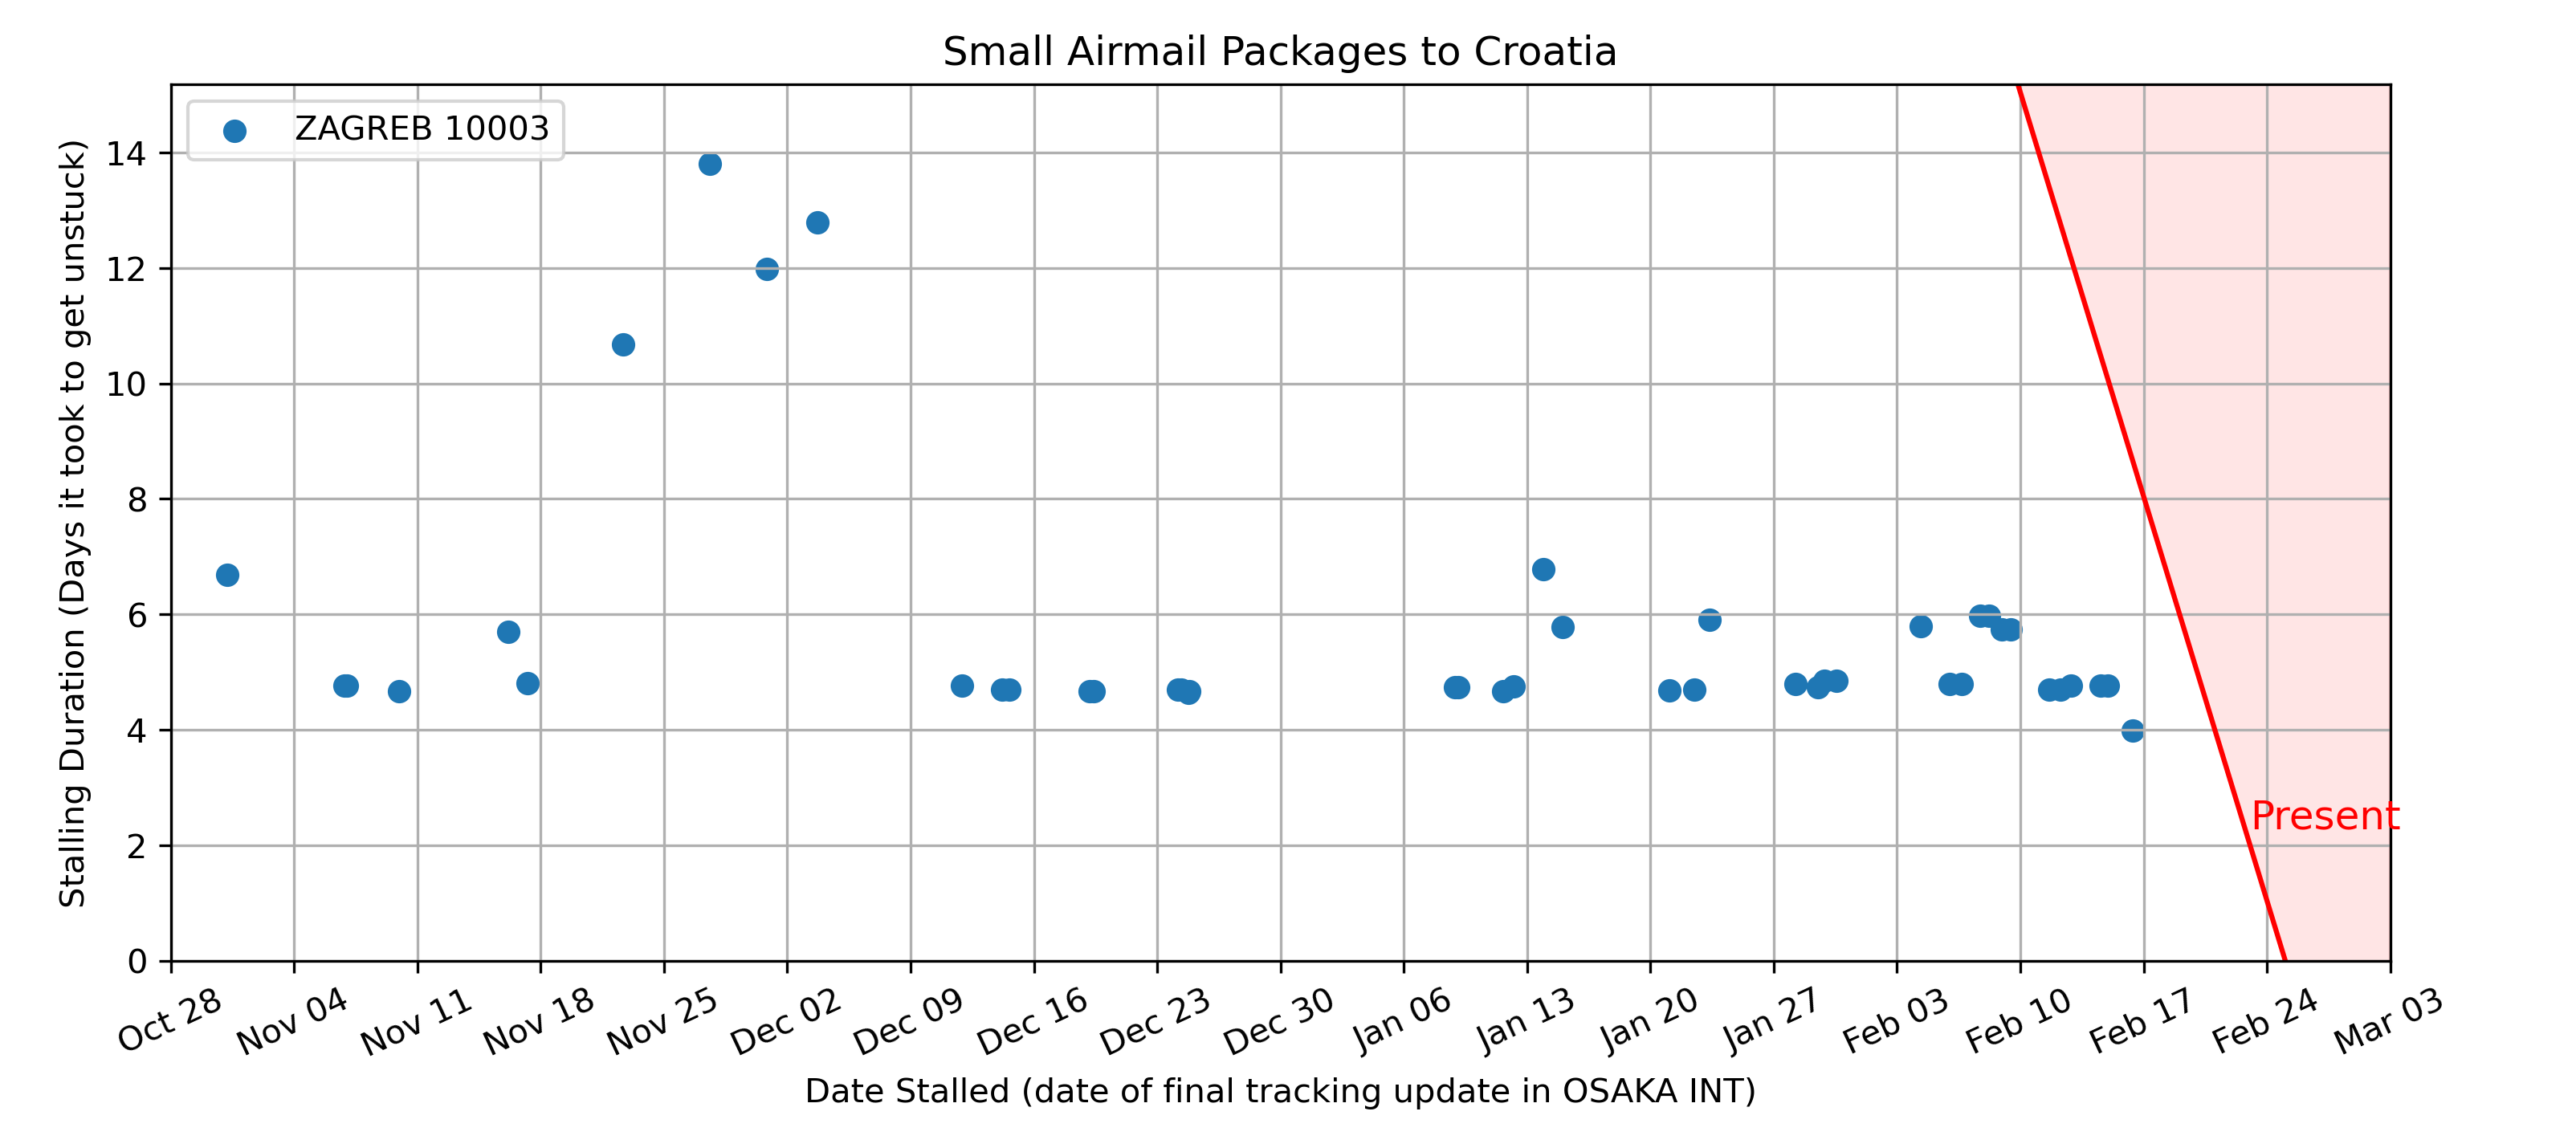 Small Airmail Packages to Croatia
ZAGREB 10003
Stalling Duration (Days it took to get unstuck)
14
12
10
8
6
4
2
0
Present
Oct 28 Nov 04 Nov 11 Nov 18 Nov 25 Dec 02 Dec 09 Dec 16 Dec 23 Dec 30 Jan 06 Jan 13 Jan 20 Jan 27 Feb 03 Feb 10 Feb 17 Feb 24 Mar 03
Date Stalled (date of final tracking update in OSAKA INT)